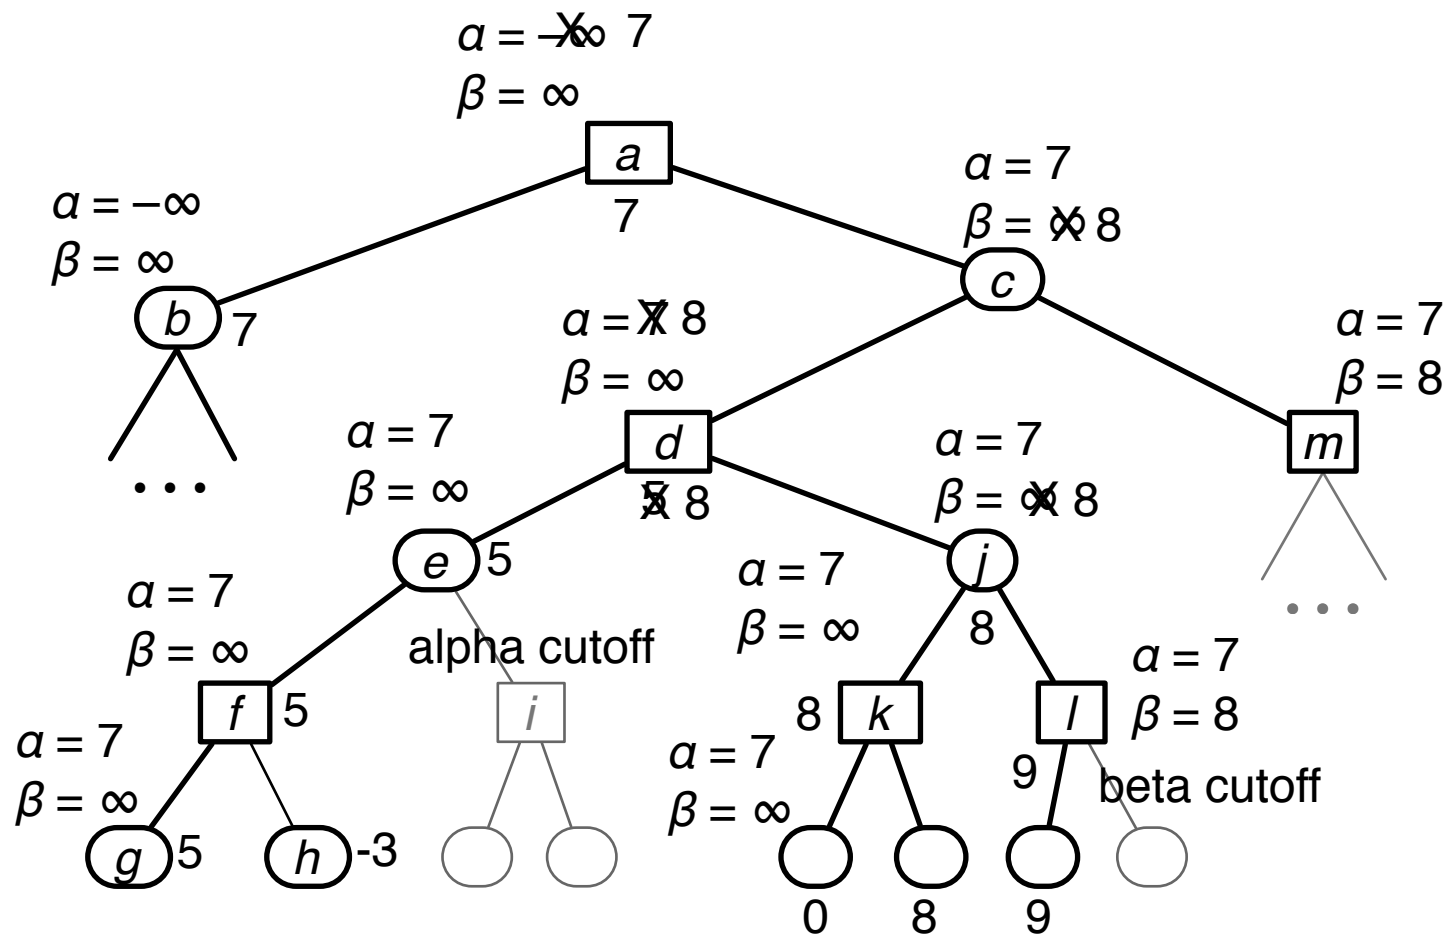 α = −∞ 7
β = ∞
a
7
α = −∞
β = ∞
b
7
. . .
α = 7
β = ∞ 8
c
α = 7 8
β = ∞
d
5 8
α = 7
β = 8
m
. . .
α = 7
β = ∞
e
5
α = 7
β = ∞ 8
j
8
alpha cutoff
α = 7
β = ∞
f
5
i
α = 7
β = ∞
8
k
l
α = 7
β = 8
9
beta cutoff
α = 7
β = ∞
g
5
h
-3
α = 7
β = ∞
0
8
9